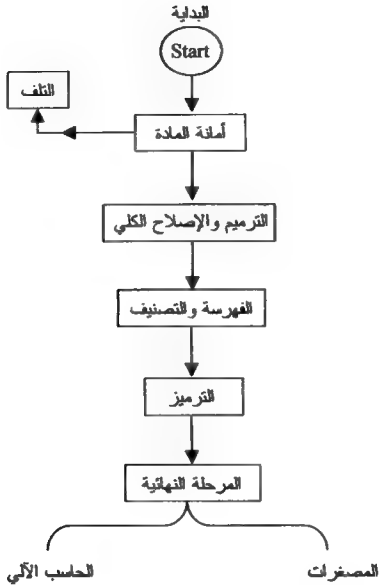 البداية
Start
التلف
أمانة المادة
الترميم والإصلاح الكلي
الفهرسة والتصنيف
الترميز
المرحلة النهائية
المصغرات
الحاسب الآلي